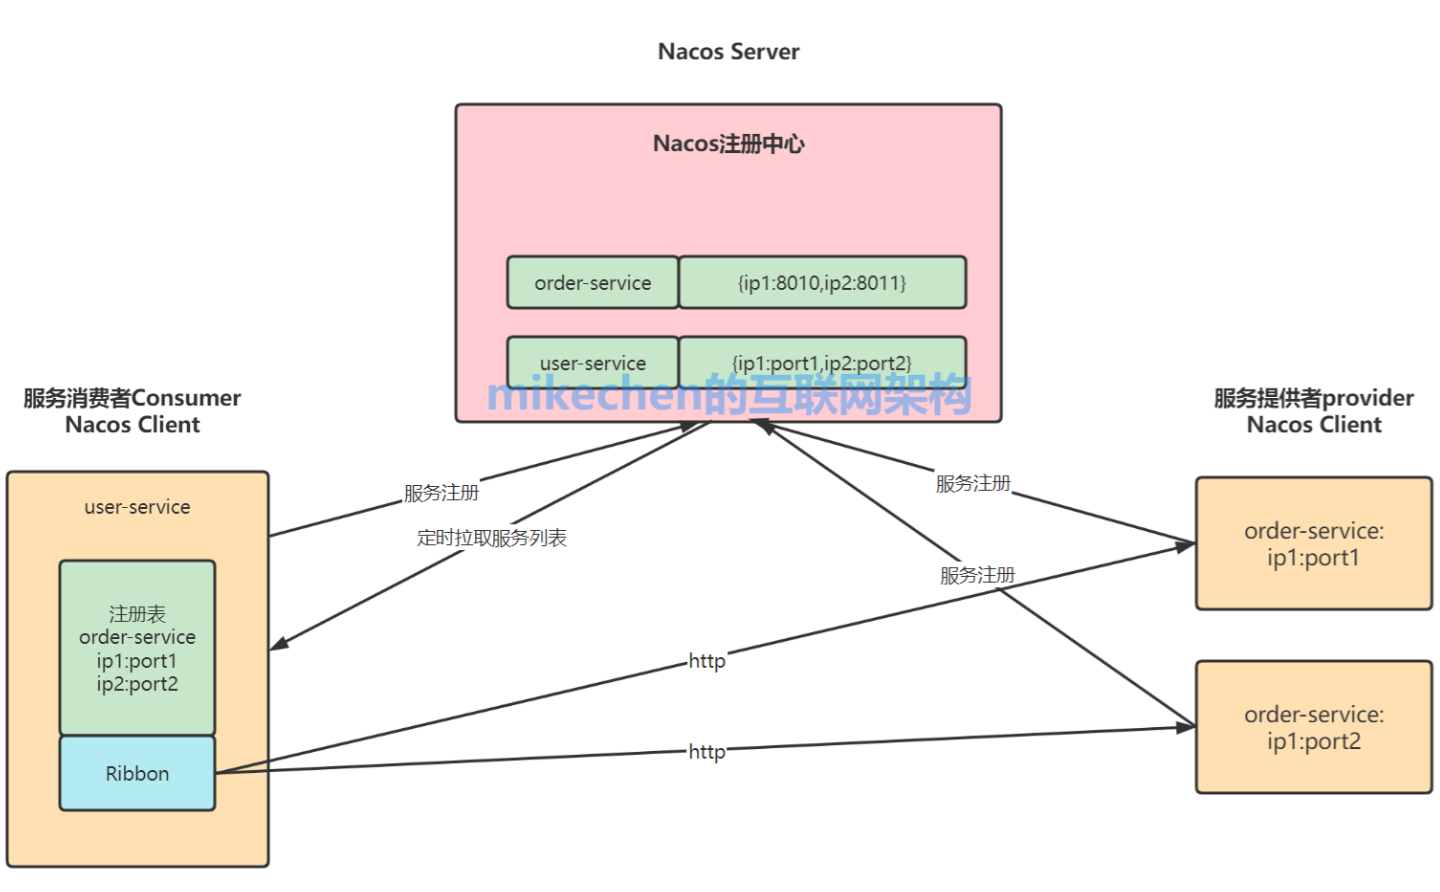 Nacos Server
Nacos注册中心
order-service
{ip1:8010,ip2:8011}
user-service
{ip1:port1,ip2:port2}
mikechen的互联网架构
服务消费者Consumer
Nacos Client
服务提供者provider
Nacos Client
user-service
服务注册
服务注册
定时拉取服务列表
order-service:
ip1:port1
服务注册
注册表
order-service
ip1:port1
ip2:port2
http
order-service:
ip1:port2
http
Ribbon